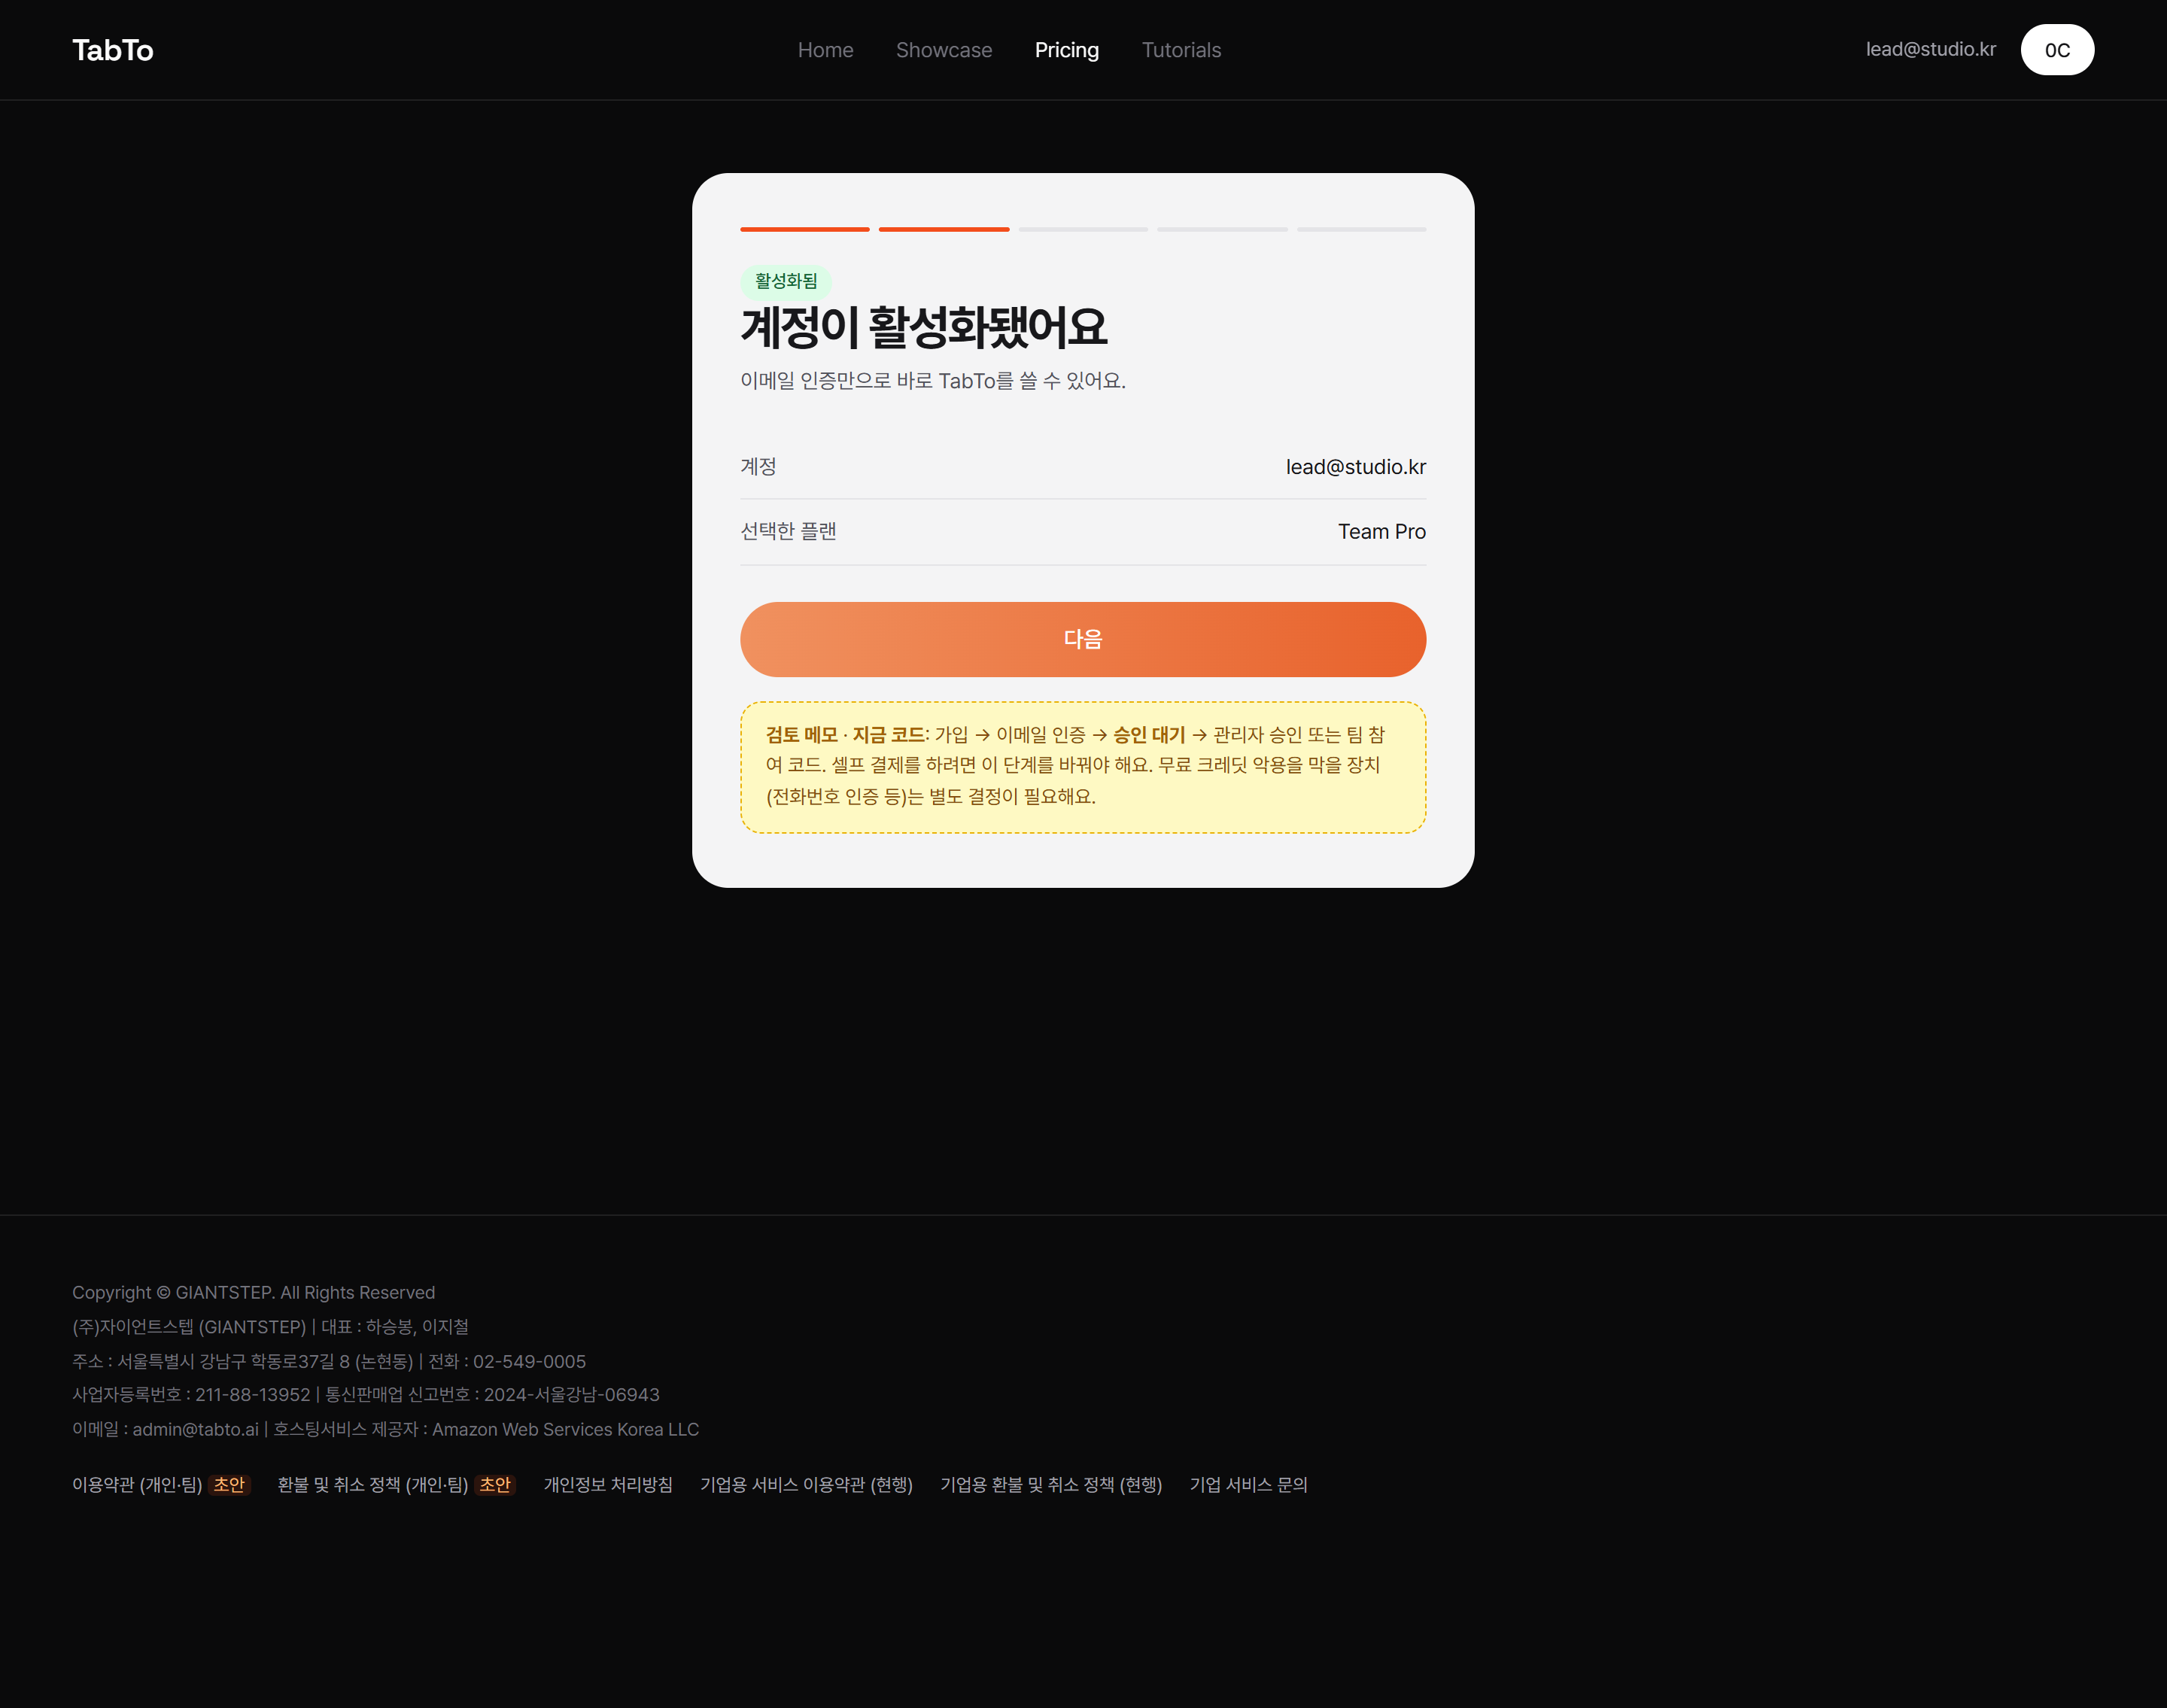 TabTo
Home Showcase Pricing Tutorials
lead@studio.kr 0C
활성화됨
계정이 활성화됐어요
이메일 인증만으로 바로 TabTo를 쓸 수 있어요.
계정 lead@studio.kr
선택한 플랜 Team Pro
다음
검토 메모 · 지금 코드: 가입 → 이메일 인증 → 승인 대기 → 관리자 승인 또는 팀 참
여 코드. 셀프 결제를 하려면 이 단계를 바꿔야 해요. 무료 크레딧 악용을 막을 장치
(전화번호 인증 등)는 별도 결정이 필요해요.
Copyright © GIANTSTEP. All Rights Reserved
(주)자이언트스텝 (GIANTSTEP) | 대표 : 하승봉, 이지철
주소 : 서울특별시 강남구 학동로37길 8 (논현동) | 전화 : 02-549-0005
사업자등록번호 : 211-88-13952 | 통신판매업 신고번호 : 2024-서울강남-06943
이메일 : admin@tabto.ai | 호스팅서비스 제공자 : Amazon Web Services Korea LLC
이용약관 (개인·팀) 초안 환불 및 취소 정책 (개인·팀) 초안 개인정보 처리방침 기업용 서비스 이용약관 (현행) 기업용 환불 및 취소 정책 (현행) 기업 서비스 문의